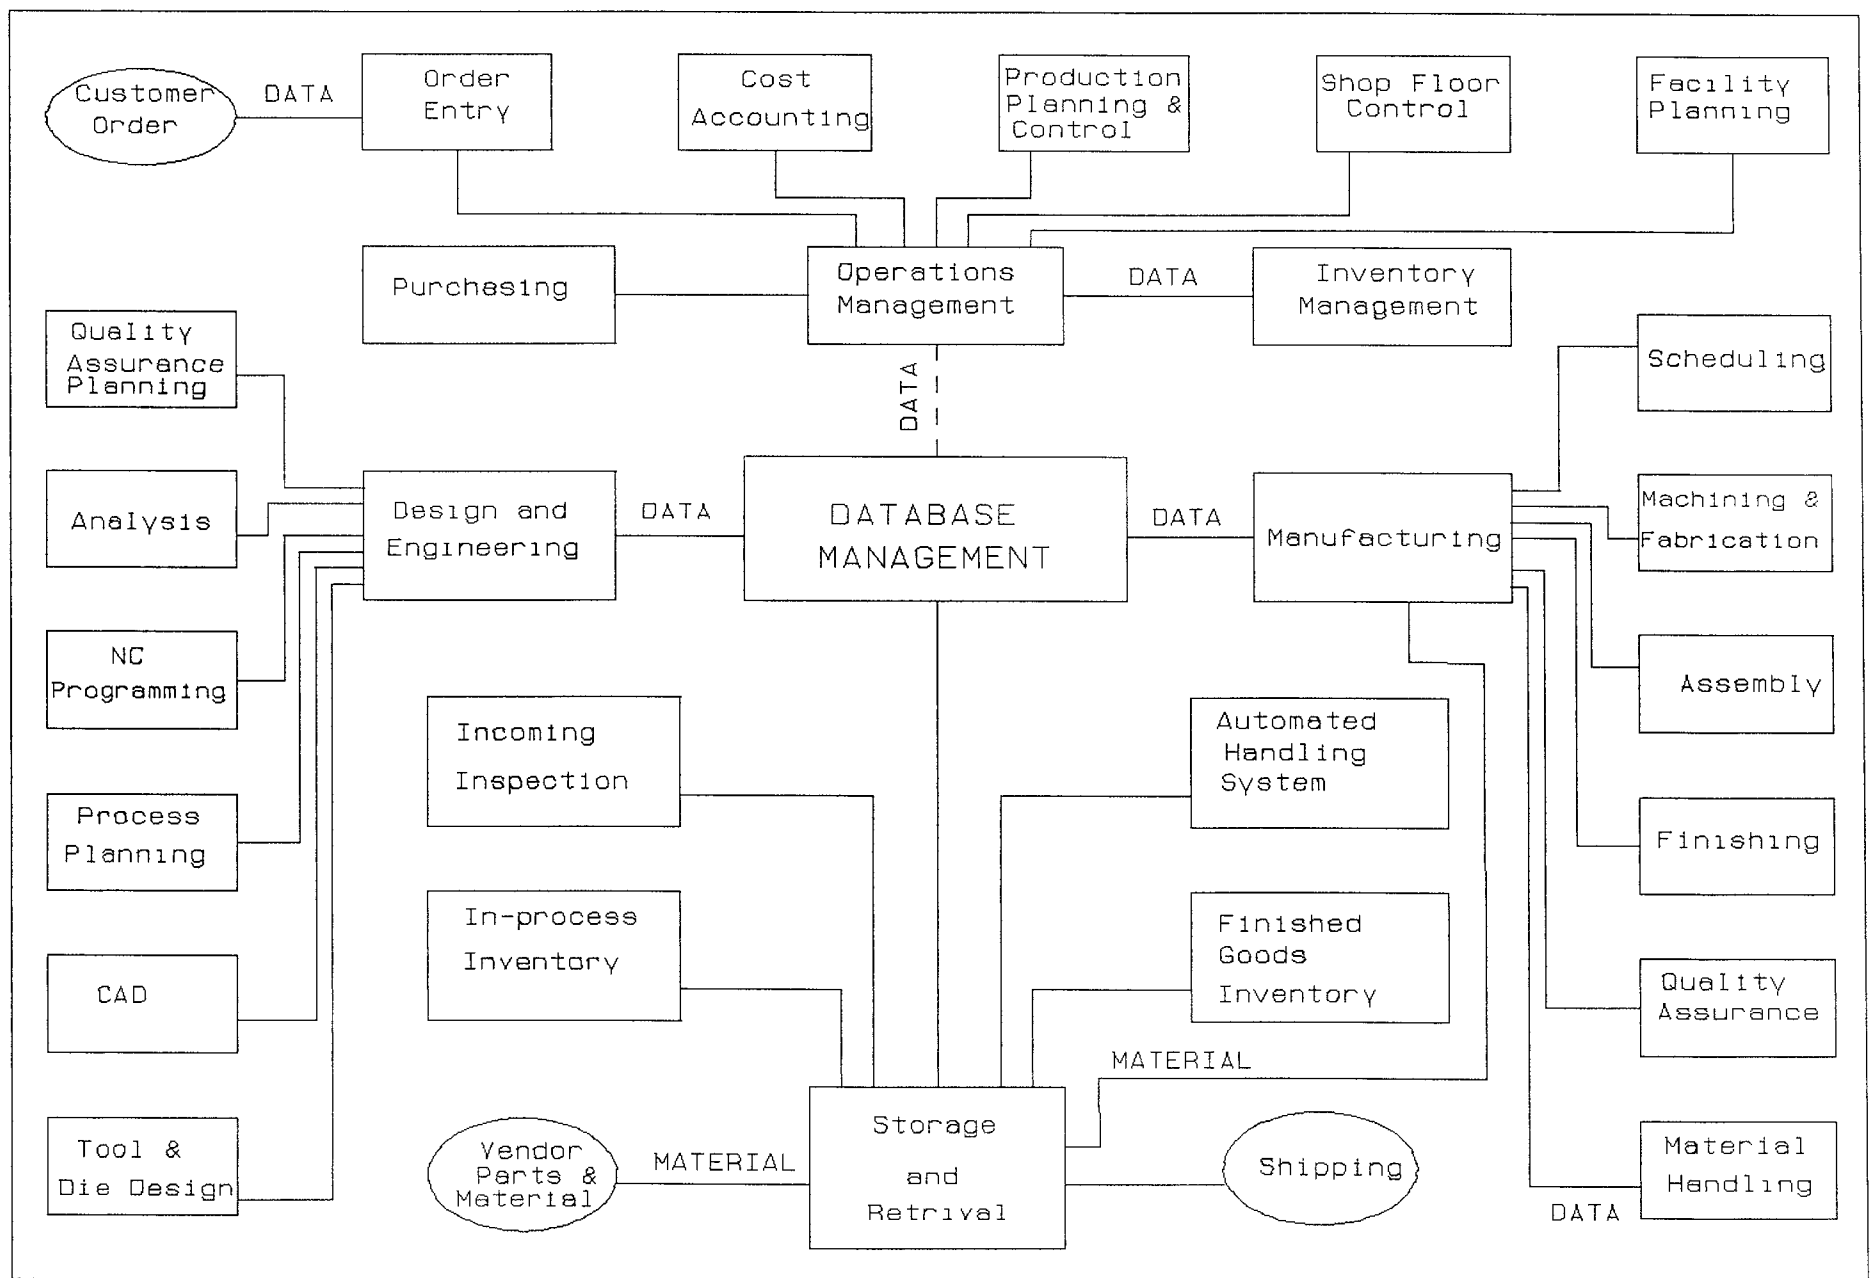 Customer
Order
DATA
Order
Entry
Cost
Accounting
Production
Planning &
Control
Shop Floor
Control
Facility
Planning
Purchasing
Operations
Management
DATA
Inventory
Management
DATA
Quality
Assurance
Planning
Analysis
NC
Programming
Process
Planning
CAD
Tool &
Die Design
Design and
Engineering
DATA
DATABASE
MANAGEMENT
DATA
Manufacturing
Scheduling
Machining &
Fabrication
Assembly
Finishing
Quality
Assurance
Material
Handling
DATA
Incoming
Inspection
In-process
Inventory
Automated
Handling
System
Finished
Goods
Inventory
MATERIAL
Vendor
Parts &
Material
MATERIAL
Storage
and
Retrival
Shipping